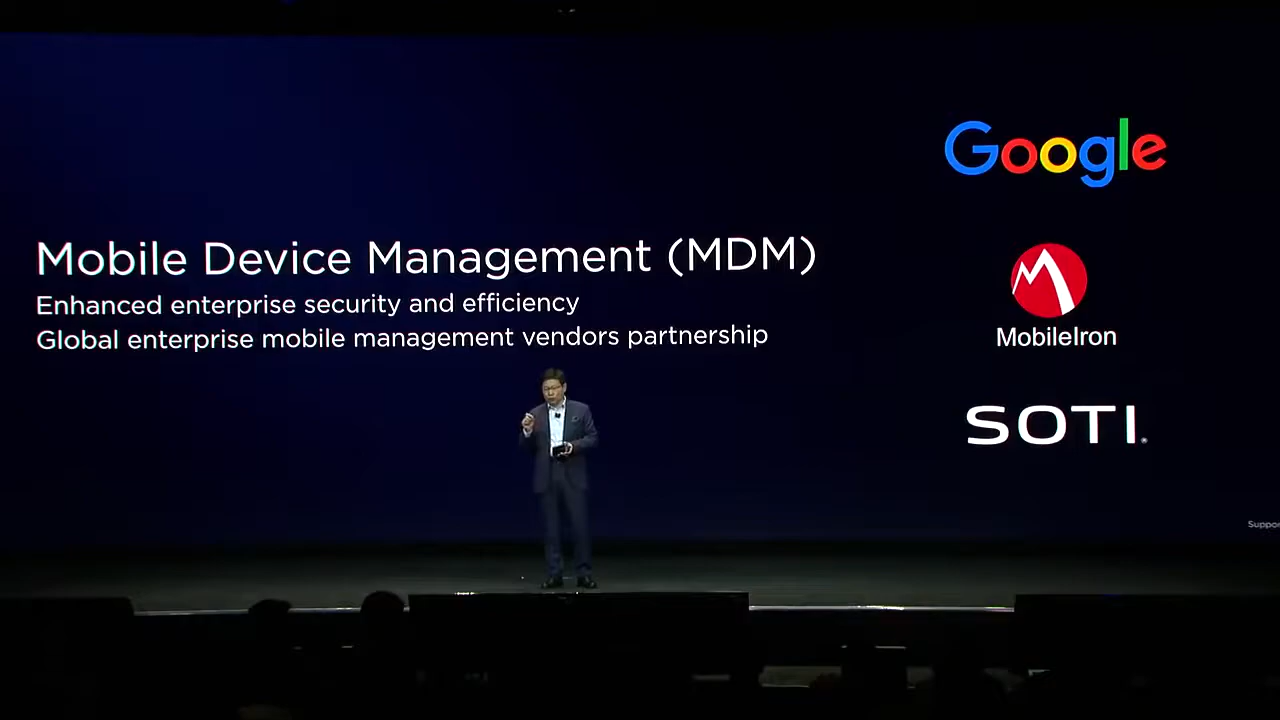 Google
Mobile Device Management (MDM)
Enhanced enterprise security and efficiency
Global enterprise mobile management vendors partnership
MobileIron
SOTI